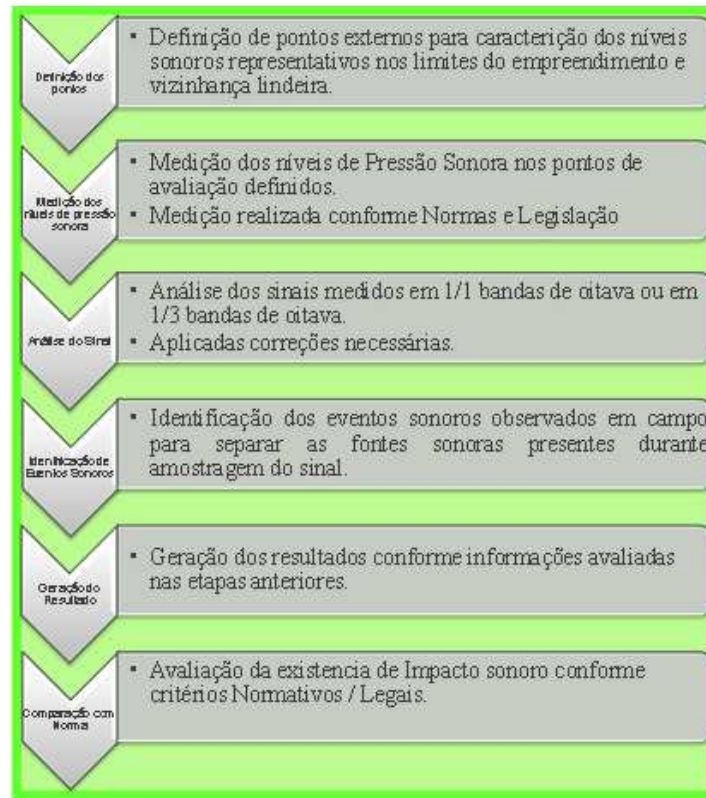 Definição dos
pontos
• Definição de pontos externos para caracterição dos níveis
sonoros representativos nos limites do empreendimento e
vizinhança lindeira.
Medição dos
níveis de pressão
sonora
• Medição dos níveis de Pressão Sonora nos pontos de
avaliação definidos.
• Medição realizada conforme Normas e Legislação
Análise do Sinal
• Análise dos sinais medidos em 1/1 bandas de oitava ou em
1/3 bandas de oitava.
• Aplicadas correções necessárias.
Identificação de
Eventos Sonoros
• Identificação dos eventos sonoros observados em campo
para separar as fontes sonoras presentes durante
amostragem do sinal.
Geração do
Resultado
• Geração dos resultados conforme informações avaliadas
nas etapas anteriores.
Comparação com
Norma
• Avaliação da existencia de Impacto sonoro conforme
critérios Normativos / Legais.